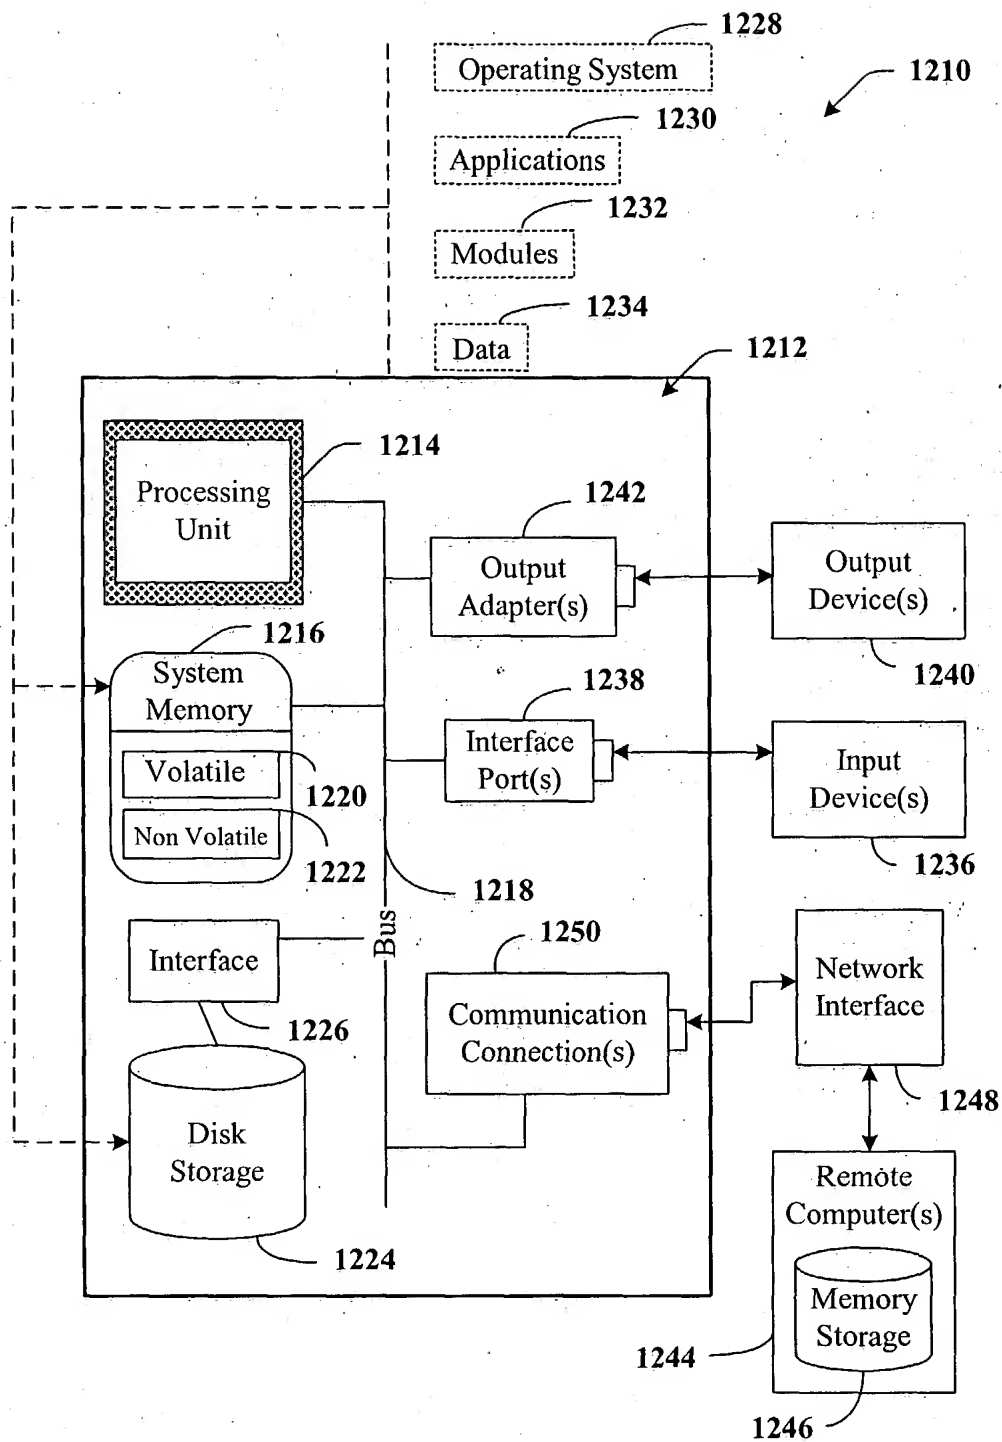 1228
Operating System
1210
1230
Applications
1232
Modules
1234
Data
1212
1214
Processing
Unit
1242
Output
Adapter(s)
Output
Device(s)
1240
1216
System
Memory
1238
Interface
Port(s)
Input
Device(s)
1236
Volatile
1220
Non Volatile
1222
1218
Bus
Interface
1226
1250
Communication
Connection(s)
Network
Interface
1248
Disk
Storage
1224
Remote
Computer(s)
Memory
Storage
1244
1246